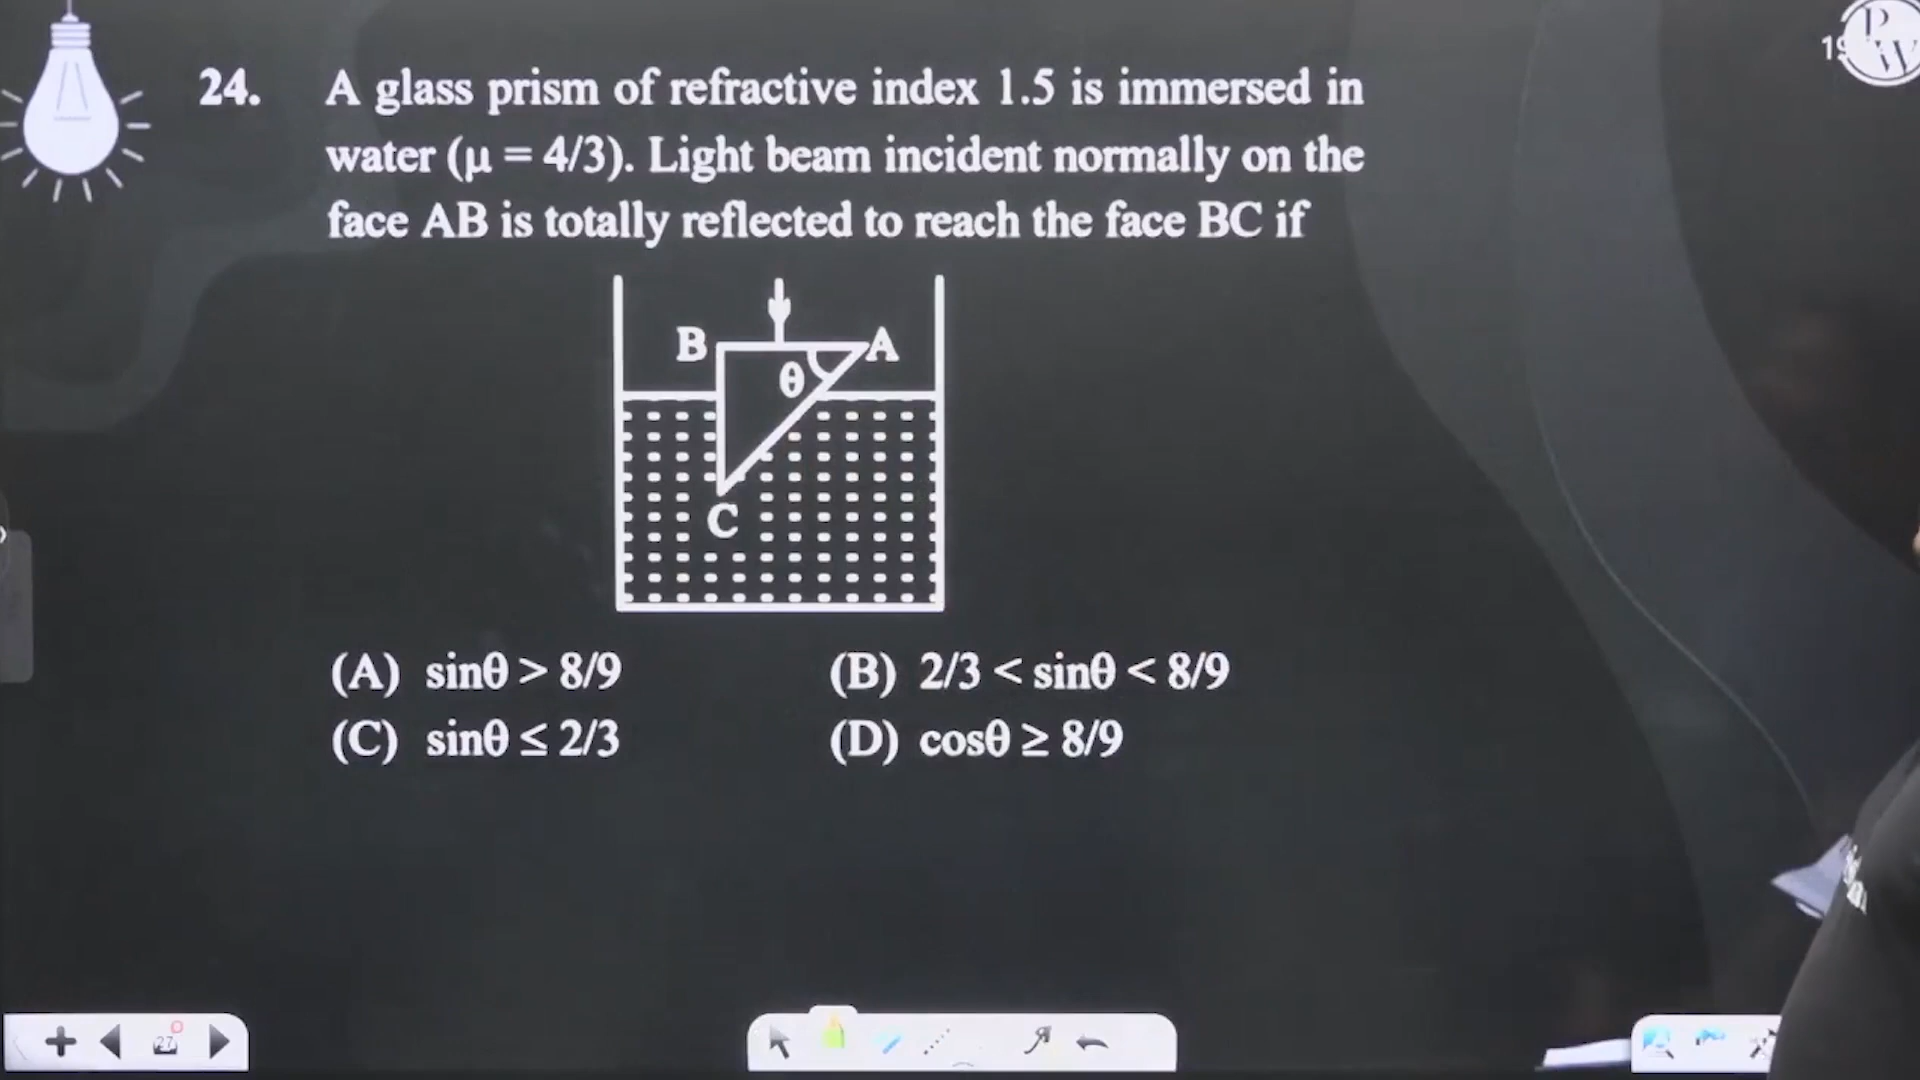 24. A glass prism of refractive index 1.5 is immersed in
water (μ = 4/3). Light beam incident normally on the
face AB is totally reflected to reach the face BC if
B A
θ
C
(A) sinθ > 8/9 (B) 2/3 < sinθ < 8/9
(C) sinθ ≤ 2/3 (D) cosθ ≥ 8/9
PW
27